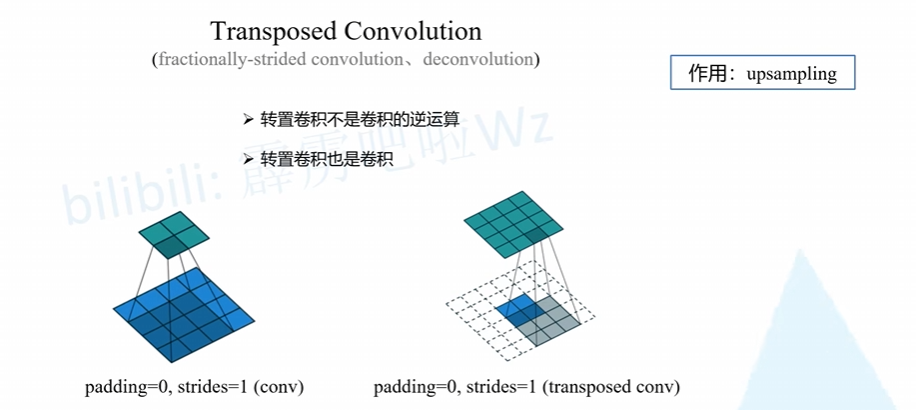 Transposed Convolution
(fractionally-strided convolution、deconvolution)
作用：upsampling
➢ 转置卷积不是卷积的逆运算
➢ 转置卷积也是卷积
bilibili: 霹雳吧啦Wz
padding=0, strides=1 (conv)
padding=0, strides=1 (transposed conv)